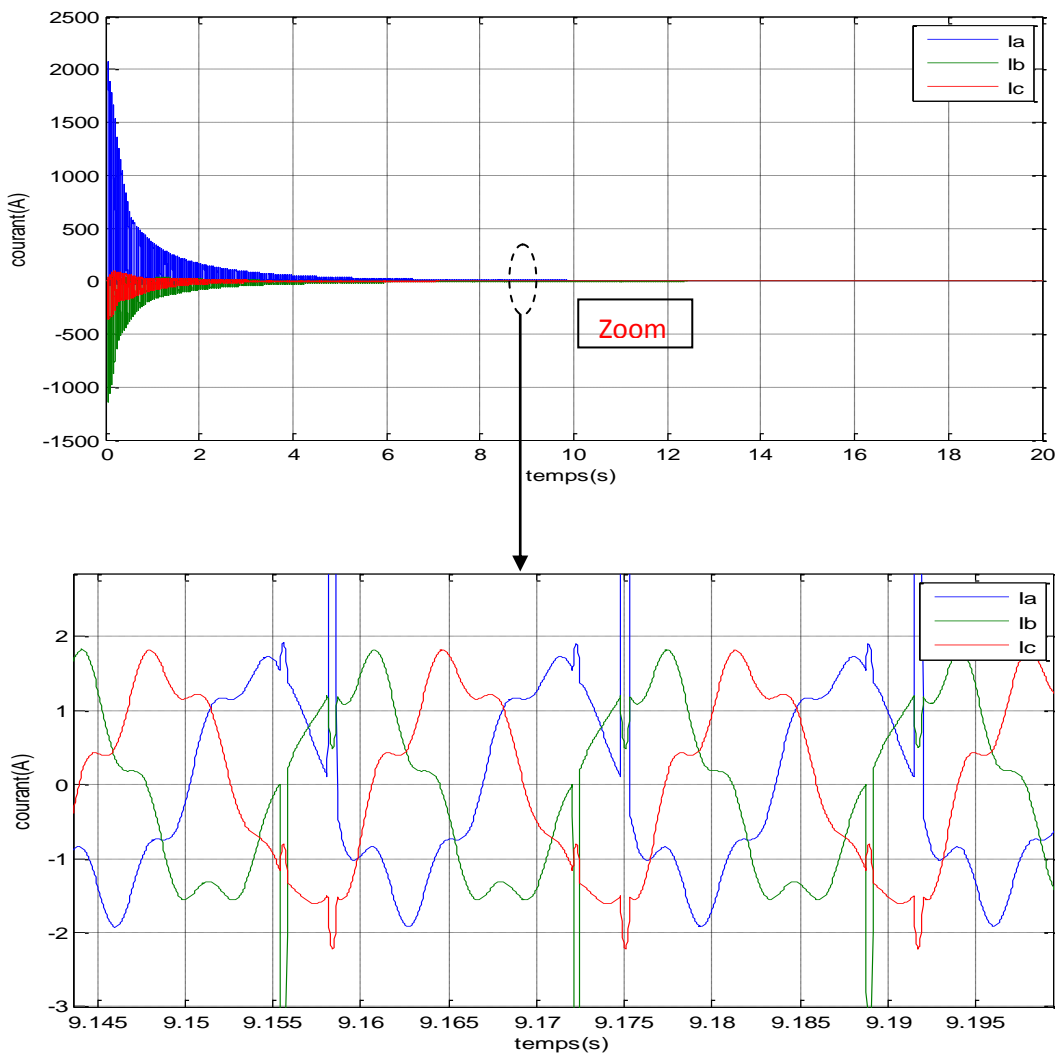 2500
2000
1500
1000
500
0
-500
-1000
-1500
courant(A)
Ia
Ib
Ic
Zoom
0 2 4 6 8 10 12 14 16 18 20
temps(s)
2
1
0
-1
-2
-3
courant(A)
Ia
Ib
Ic
9.145 9.15 9.155 9.16 9.165 9.17 9.175 9.18 9.185 9.19 9.195
temps(s)